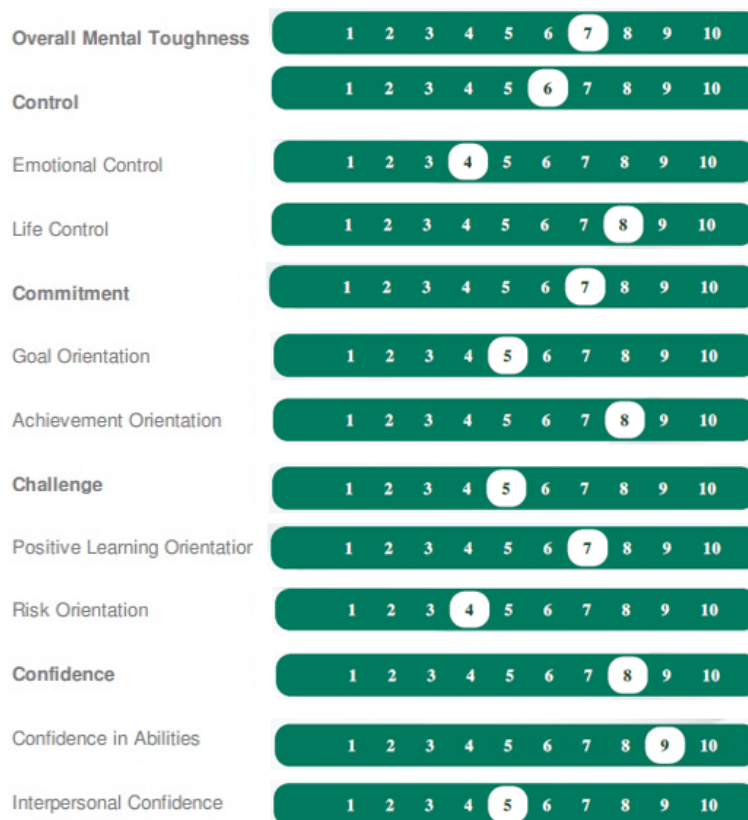 Overall Mental Toughness 1 2 3 4 5 6 7 8 9 10
Control 1 2 3 4 5 6 7 8 9 10
Emotional Control 1 2 3 4 5 6 7 8 9 10
Life Control 1 2 3 4 5 6 7 8 9 10
Commitment 1 2 3 4 5 6 7 8 9 10
Goal Orientation 1 2 3 4 5 6 7 8 9 10
Achievement Orientation 1 2 3 4 5 6 7 8 9 10
Challenge 1 2 3 4 5 6 7 8 9 10
Positive Learning Orientation 1 2 3 4 5 6 7 8 9 10
Risk Orientation 1 2 3 4 5 6 7 8 9 10
Confidence 1 2 3 4 5 6 7 8 9 10
Confidence in Abilities 1 2 3 4 5 6 7 8 9 10
Interpersonal Confidence 1 2 3 4 5 6 7 8 9 10